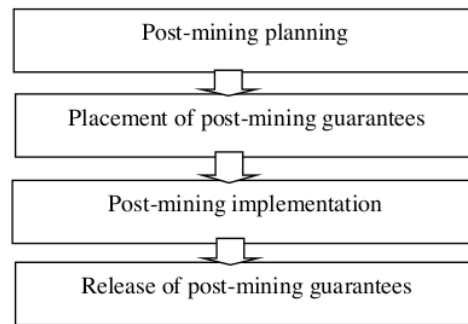 Post-mining planning
Placement of post-mining guarantees
Post-mining implementation
Release of post-mining guarantees